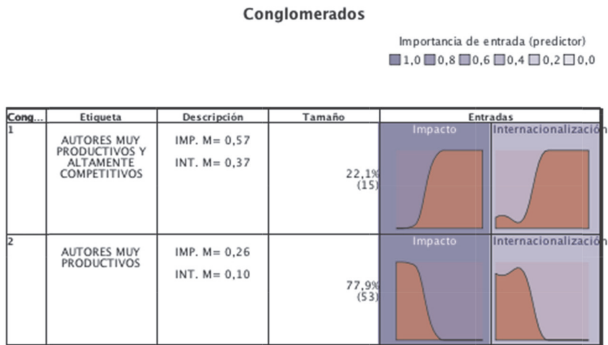 Conglomerados
Importancia de entrada (predictor)
1,0 0,8 0,6 0,4 0,2 0,0
Cong... Etiqueta Descripción Tamaño Entradas
1
AUTORES MUY
PRODUCTIVOS Y
ALTAMENTE
COMPETITIVOS
IMP. M= 0,57
INT. M= 0,37
22,1%
(15)
Impacto
Internacionalización
2
AUTORES MUY
PRODUCTIVOS
IMP. M= 0,26
INT. M= 0,10
77,9%
(53)
Impacto
Internacionalización